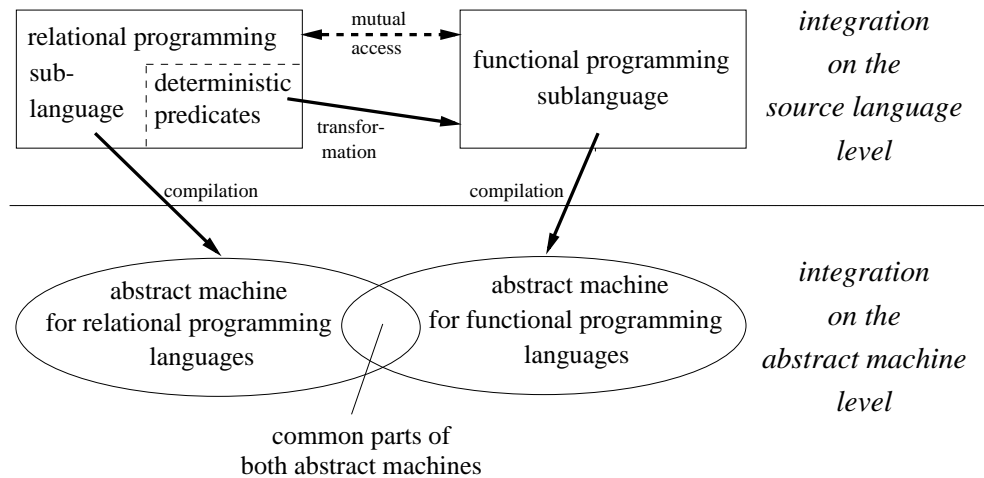 relational programming
sub-
language
deterministic
predicates
mutual
access
transfor-
mation
functional programming
sublanguage
integration
on the
source language
level
compilation
compilation
abstract machine
for relational programming
languages
abstract machine
for functional programming
languages
integration
on the
abstract machine
level
common parts of
both abstract machines